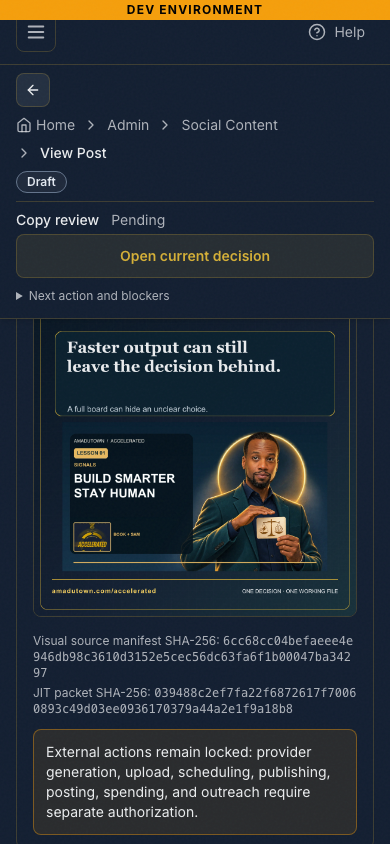 DEV ENVIRONMENT
Help
Home > Admin > Social Content
> View Post
Draft
Copy review Pending
Open current decision
Next action and blockers
Faster output can still
leave the decision behind.
A full board can hide an unclear choice.
AMADUTOWN / ACCELERATED
LESSON 01
SIGNALS
BUILD SMARTER
STAY HUMAN
ACCELERATED
BOOK + SAM
amadutown.com/accelerated
ONE DECISION · ONE WORKING FILE
Visual source manifest SHA-256: 6cc68cc04befaeee4e
946db98c3610d3152e5cec56dc63fa6f1b00047ba342
97
JIT packet SHA-256: 039488c2ef7fa22f6872617f7006
0893c49d03ee0936170379a44a2e1f9a18b8
External actions remain locked: provider
generation, upload, scheduling, publishing,
posting, spending, and outreach require
separate authorization.